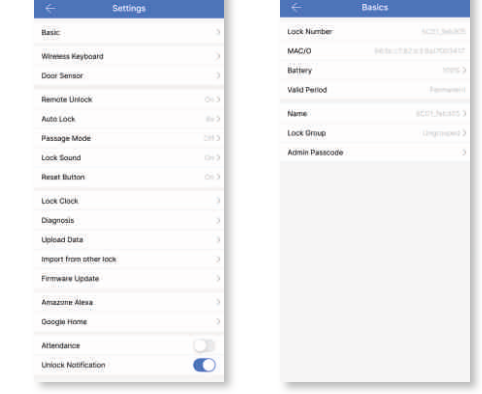 Settings
Basic
Wireless Keyboard
Door Sensor
Remote Unlock On
Auto Lock
Passage Mode Off
Lock Sound On
Reset Button On
Lock Clock
Diagnosis
Upload Data
Import from other lock
Firmware Update
Amazone Alexa
Google Home
Attendance
Unlock Notification
Basics
Lock Number
MAC/ID
Battery
Valid Period Permanent
Name
Lock Group Ungrouped
Admin Passcode